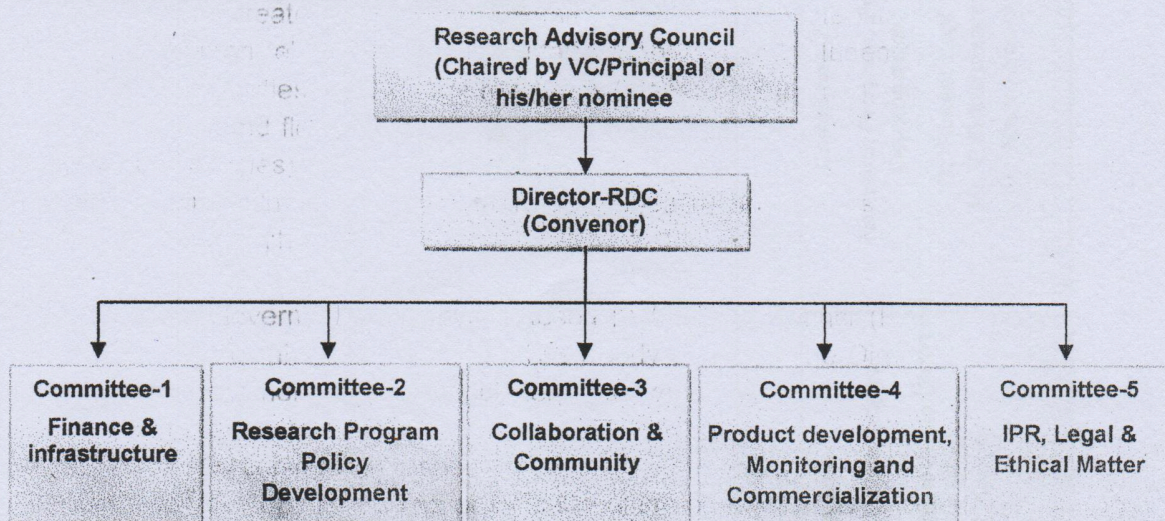 Research Advisory Council
(Chaired by VC/Principal or
his/her nominee
Director-RDC
(Convenor)
Committee-1
Finance &
infrastructure
Committee-2
Research Program
Policy
Development
Committee-3
Collaboration &
Community
Committee-4
Product development,
Monitoring and
Commercialization
Committee-5
IPR, Legal &
Ethical Matter